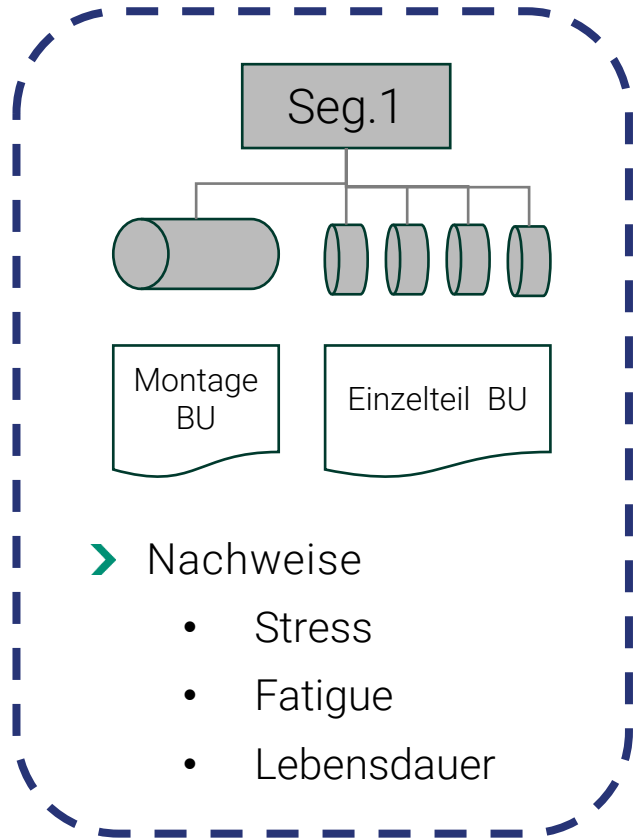 Seg.1
Montage
BU
Einzelteil BU
Nachweise
• Stress
• Fatigue
• Lebensdauer